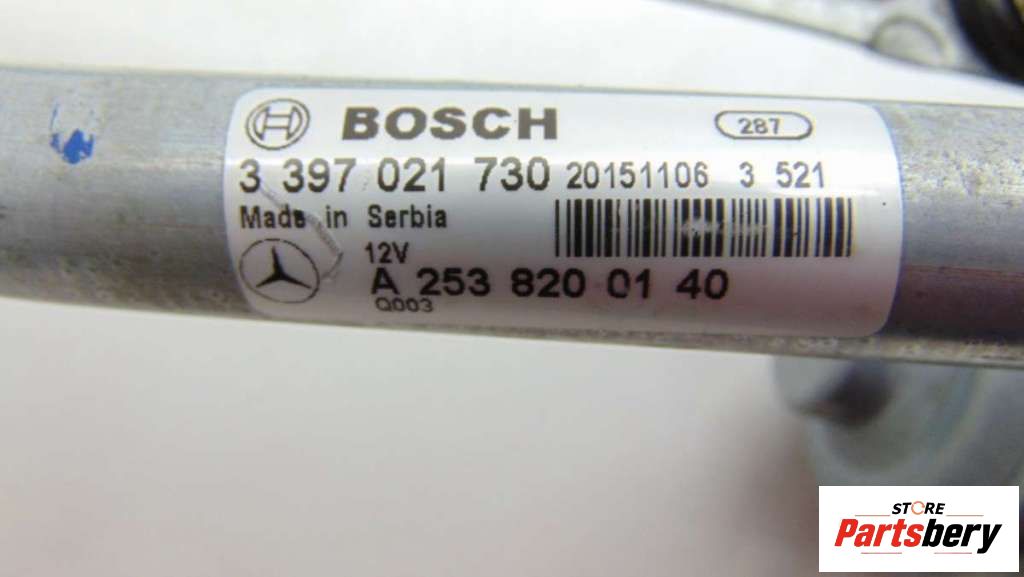 BOSCH 287
3 397 021 730 20151106 3 521
Made in Serbia
12V
A 253 820 01 40
Q003
STORE
Partsbery